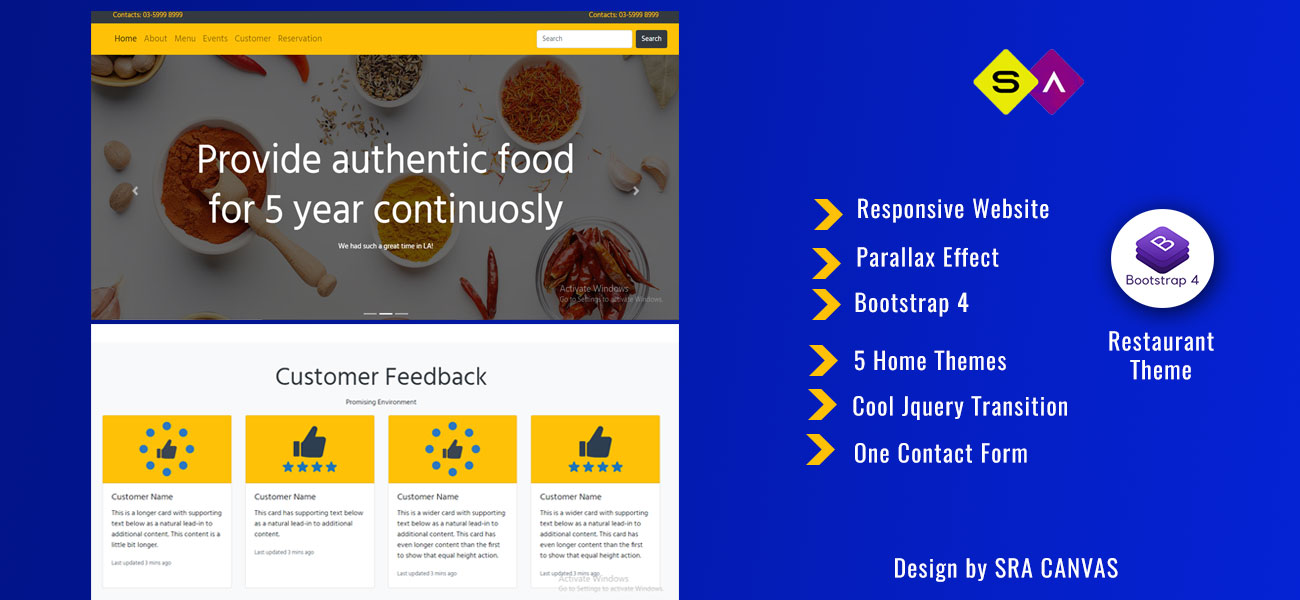 Contacts: 03-5999 8999
Contacts: 03-5999 8999
Home About Menu Events Customer Reservation
Search
Search
Provide authentic food
for 5 year continuosly
We had such a great time in LA!
Activate Windows
Go to Settings to activate Windows.
Customer Feedback
Promising Environment
Customer Name
This is a longer card with supporting
text below as a natural lead-in to
additional content. This content is a
little bit longer.
Last updated 3 mins ago
Customer Name
This card has supporting text below
as a natural lead-in to additional
content.
Last updated 3 mins ago
Customer Name
This is a wider card with supporting
text below as a natural lead-in to
additional content. This card has
even longer content than the first
to show that equal height action.
Last updated 3 mins ago
Customer Name
This is a wider card with supporting
text below as a natural lead-in to
additional content. This card has
even longer content than the first
to show that equal height action.
Last updated 3 mins ago
Activate Windows
Go to Settings to activate Windows.
S A
Responsive Website
Parallax Effect
Bootstrap 4
5 Home Themes
Cool Jquery Transition
One Contact Form
B
Bootstrap 4
Restaurant
Theme
Design by SRA CANVAS